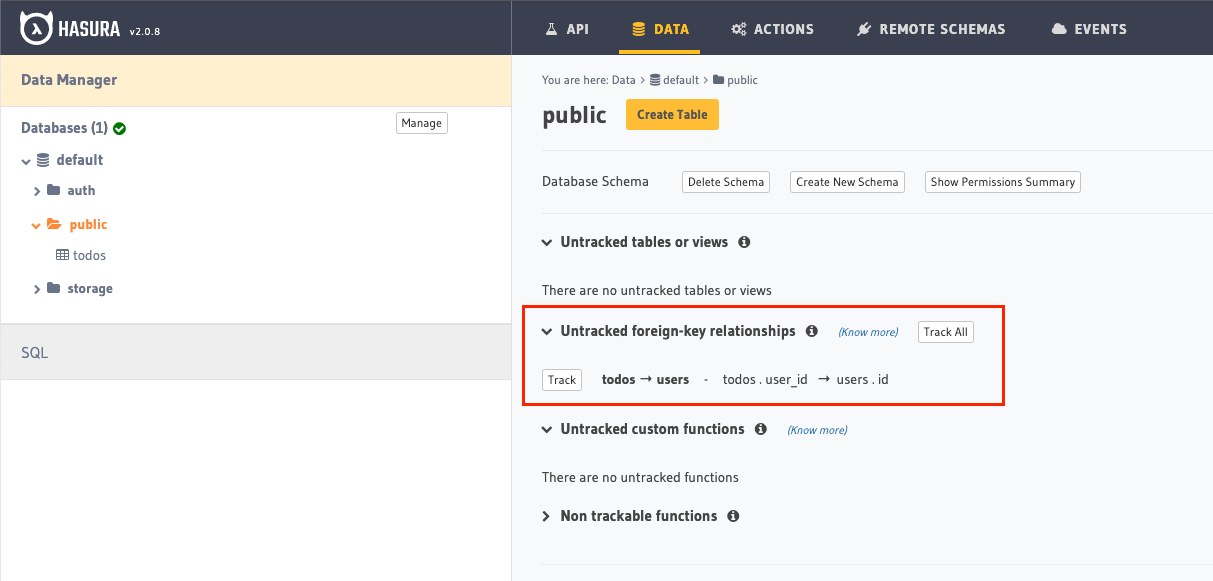 HASURA v2.0.8
API DATA ACTIONS REMOTE SCHEMAS EVENTS
Data Manager
Databases (1) Manage
default
auth
public
todos
storage
SQL
You are here: Data > default > public
public Create Table
Database Schema Delete Schema Create New Schema Show Permissions Summary
Untracked tables or views
There are no untracked tables or views
Untracked foreign-key relationships (Know more) Track All
Track todos → users - todos . user_id → users . id
Untracked custom functions (Know more)
There are no untracked functions
Non trackable functions